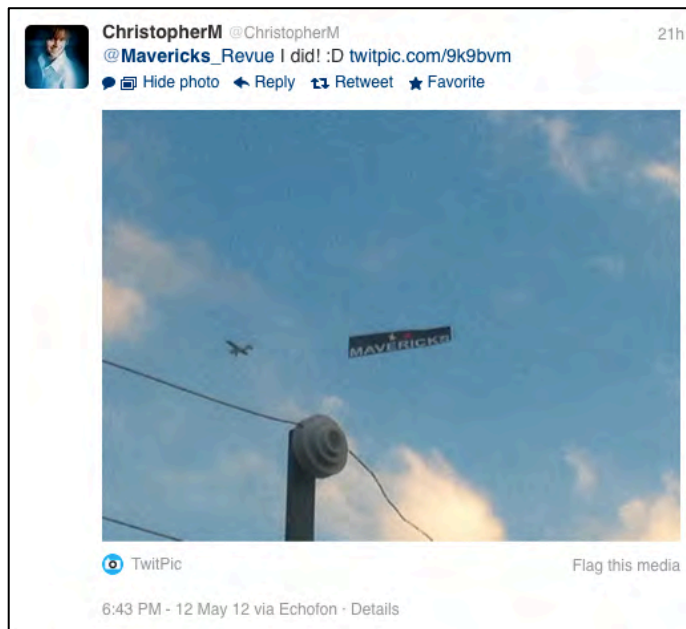 ChristopherM @ChristopherM 21h
@Mavericks_Revue I did! :D twitpic.com/9k9bvm
Hide photo Reply Retweet Favorite
MAVERICKS
TwitPic Flag this media
6:43 PM - 12 May 12 via Echofon · Details